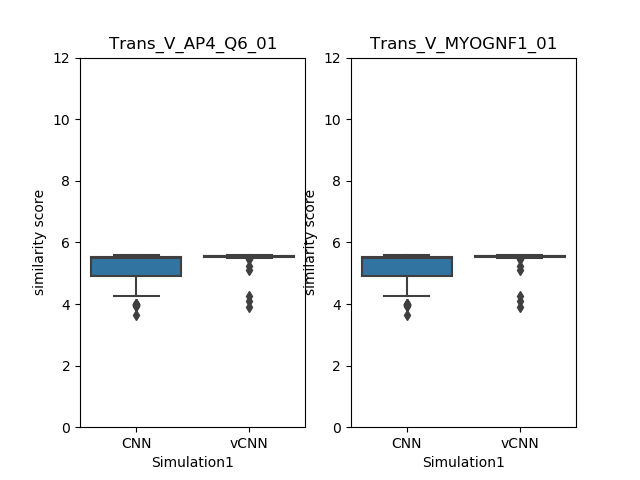 Trans_V_AP4_Q6_01
12
10
8
6
4
2
0
similarity score
CNN
vCNN
Simulation1
Trans_V_MYOGNF1_01
12
10
8
6
4
2
0
similarity score
CNN
vCNN
Simulation1